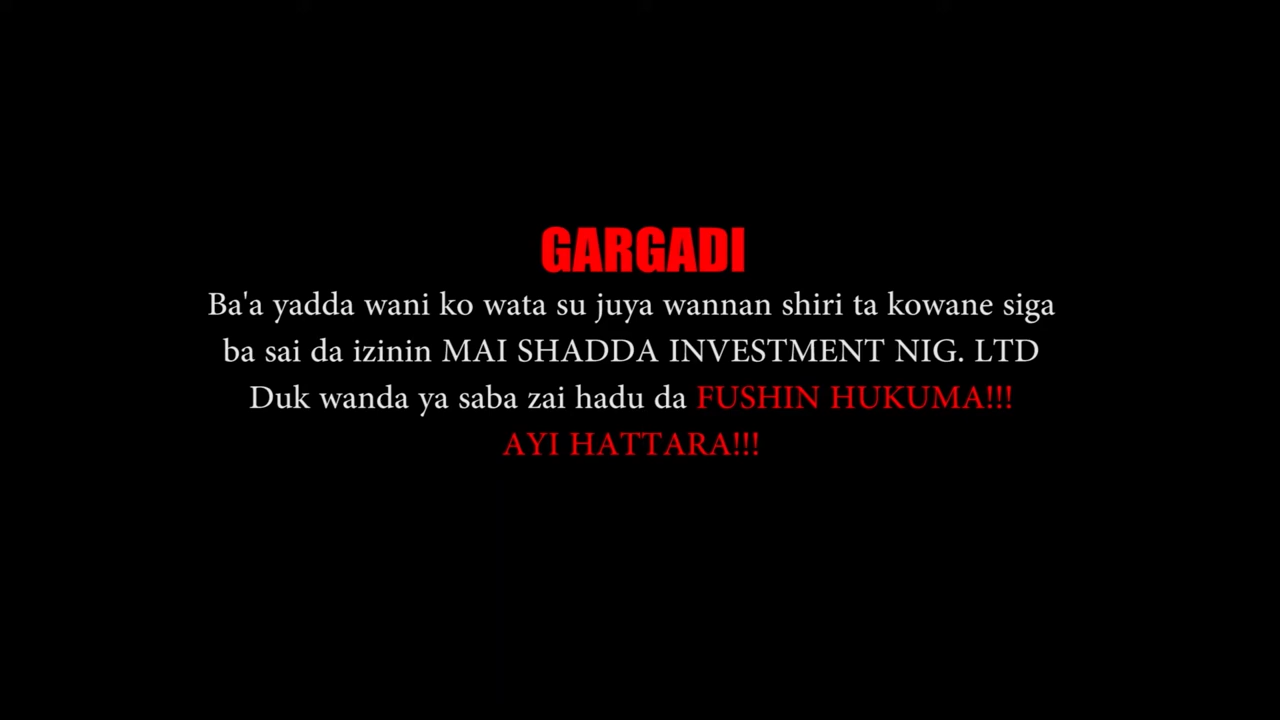 GARGADI
Ba'a yadda wani ko wata su juya wannan shiri ta kowane siga
ba sai da izinin MAI SHADDA INVESTMENT NIG. LTD
Duk wanda ya saba zai hadu da FUSHIN HUKUMA!!!
AYI HATTARA!!!